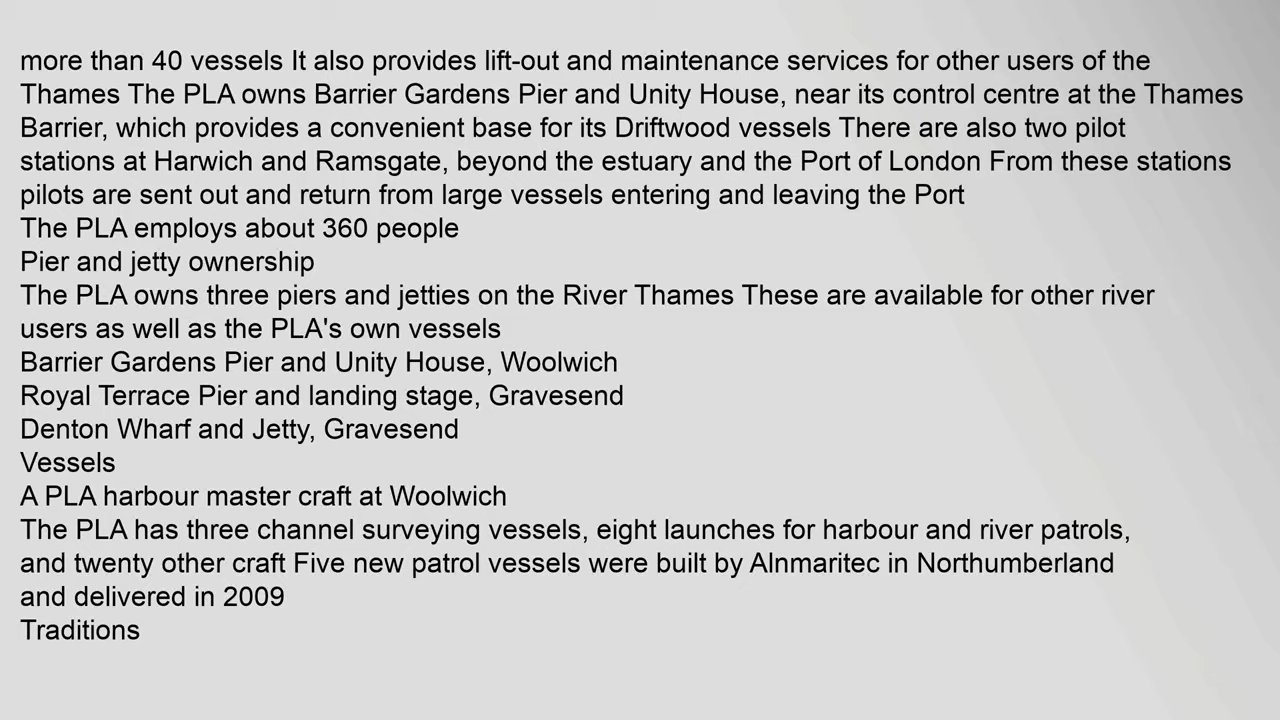 more than 40 vessels It also provides lift-out and maintenance services for other users of the
Thames The PLA owns Barrier Gardens Pier and Unity House, near its control centre at the Thames
Barrier, which provides a convenient base for its Driftwood vessels There are also two pilot
stations at Harwich and Ramsgate, beyond the estuary and the Port of London From these stations
pilots are sent out and return from large vessels entering and leaving the Port
The PLA employs about 360 people
Pier and jetty ownership
The PLA owns three piers and jetties on the River Thames These are available for other river
users as well as the PLA's own vessels
Barrier Gardens Pier and Unity House, Woolwich
Royal Terrace Pier and landing stage, Gravesend
Denton Wharf and Jetty, Gravesend
Vessels
A PLA harbour master craft at Woolwich
The PLA has three channel surveying vessels, eight launches for harbour and river patrols,
and twenty other craft Five new patrol vessels were built by Alnmaritec in Northumberland
and delivered in 2009
Traditions